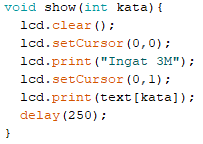 void show(int kata){
  lcd.clear();
  lcd.setCursor(0,0);
  lcd.print("Ingat 3M");
  lcd.setCursor(0,1);
  lcd.print(text[kata]);
  delay(250);
}